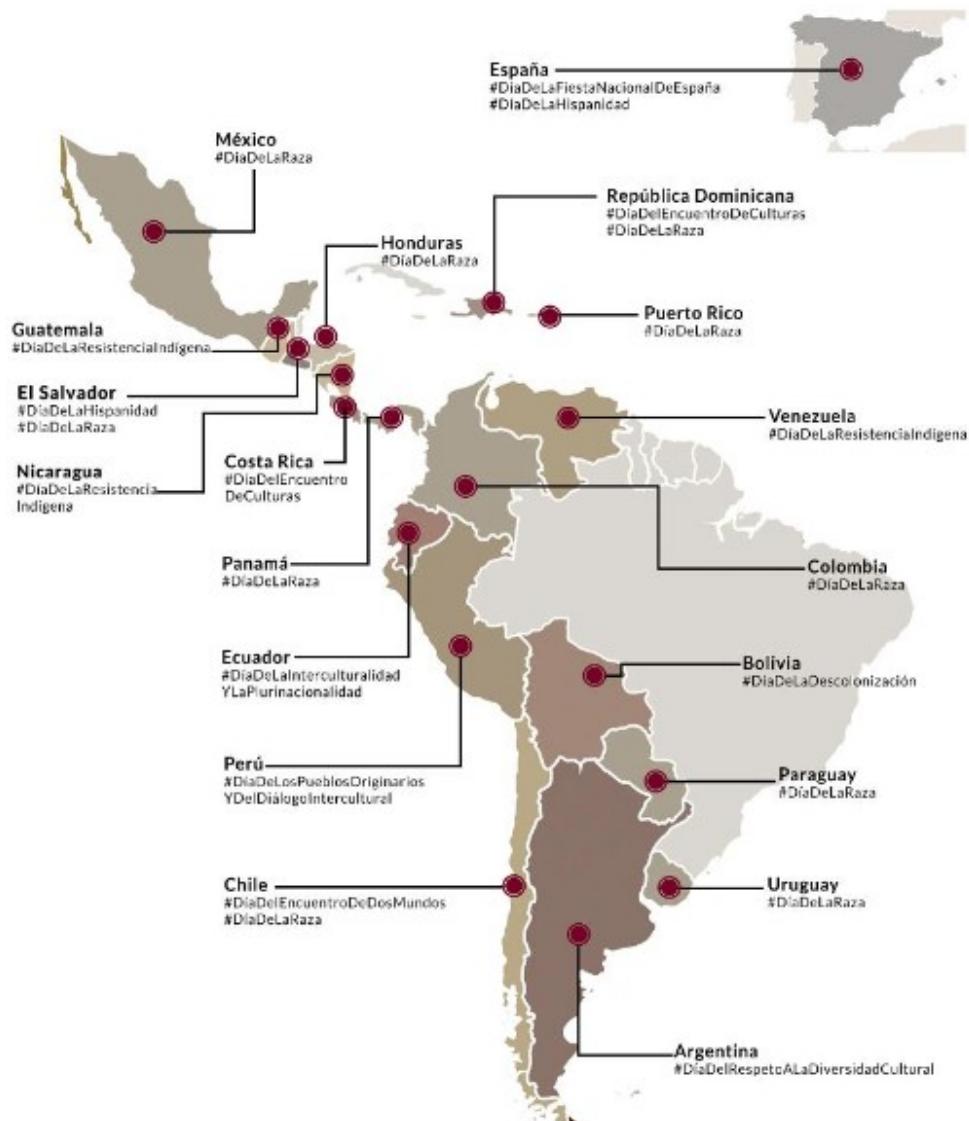 España
#DíaDeLaFiestaNacionalDeEspaña
#DíaDeLaHispanidad
México
#DíaDeLaRaza
República Dominicana
#DíaDelEncuentroDeCulturas
#DíaDeLaRaza
Honduras
#DíaDeLaRaza
Puerto Rico
#DíaDeLaRaza
Guatemala
#DíaDeLaResistenciaIndígena
El Salvador
#DíaDeLaHispanidad
#DíaDeLaRaza
Venezuela
#DíaDeLaResistenciaIndígena
Nicaragua
#DíaDeLaResistencia
Indígena
Costa Rica
#DíaDelEncuentro
DeCulturas
Panamá
#DíaDeLaRaza
Colombia
#DíaDeLaRaza
Ecuador
#DíaDeLaInterculturalidad
YLaPlurinacionalidad
Bolivia
#DíaDeLaDescolonización
Perú
#DíaDeLosPueblosOriginarios
YDelDiálogoIntercultural
Paraguay
#DíaDeLaRaza
Chile
#DíaDelEncuentroDeDosMundos
#DíaDeLaRaza
Uruguay
#DíaDeLaRaza
Argentina
#DíaDelRespetoALaDiversidadCultural